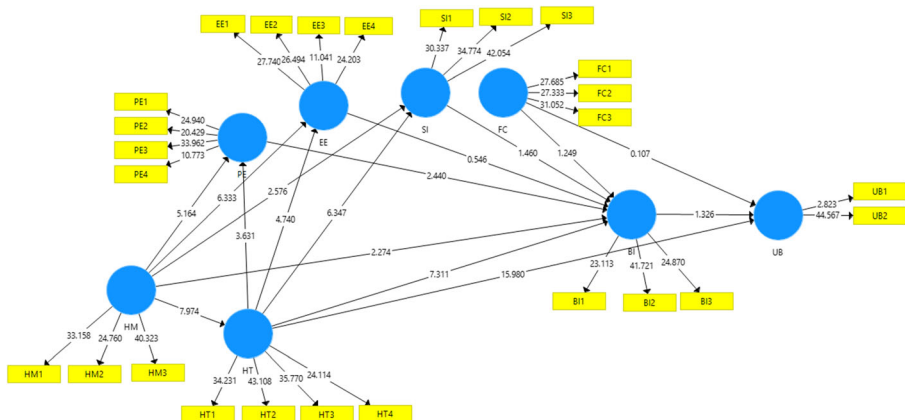 EE1
EE2
EE3
EE4
SI1
SI2
SI3
27.740
26.494
11.041
24.203
30.337
34.774
42.054
FC1
FC2
FC3
27.685
27.333
31.052
PE1
PE2
PE3
PE4
24.940
20.429
33.962
10.773
EE
SI
FC
PE
5.164
6.333
2.576
3.631
4.740
6.347
2.440
0.546
1.460
1.249
0.107
2.274
7.311
15.980
1.326
7.974
BI
UB
UB1
UB2
2.823
44.567
23.113
41.721
24.870
BI1
BI2
BI3
HM
33.158
24.760
40.323
HM1
HM2
HM3
HT
34.231
43.108
35.770
24.114
HT1
HT2
HT3
HT4